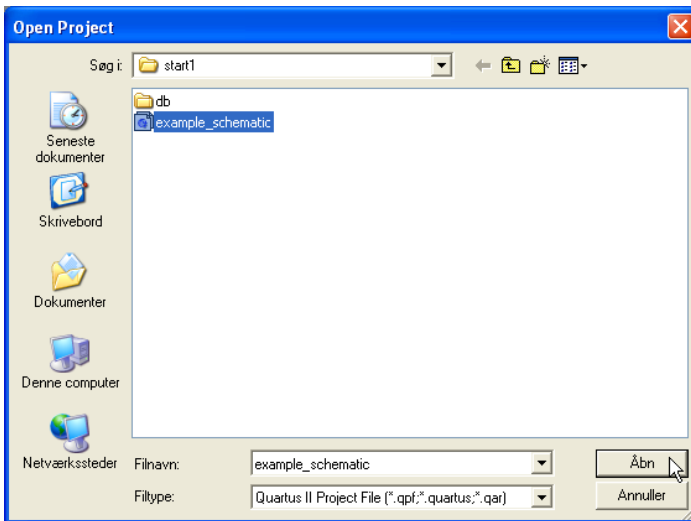 Open Project
Søg i:
start1
db
example_schematic
Seneste
dokumenter
Skrivebord
Dokumenter
Denne computer
Netværkssteder
Filnavn:
example_schematic
Åbn
Filtype:
Quartus II Project File (*.qpf;*.quartus;*.qar)
Annuller